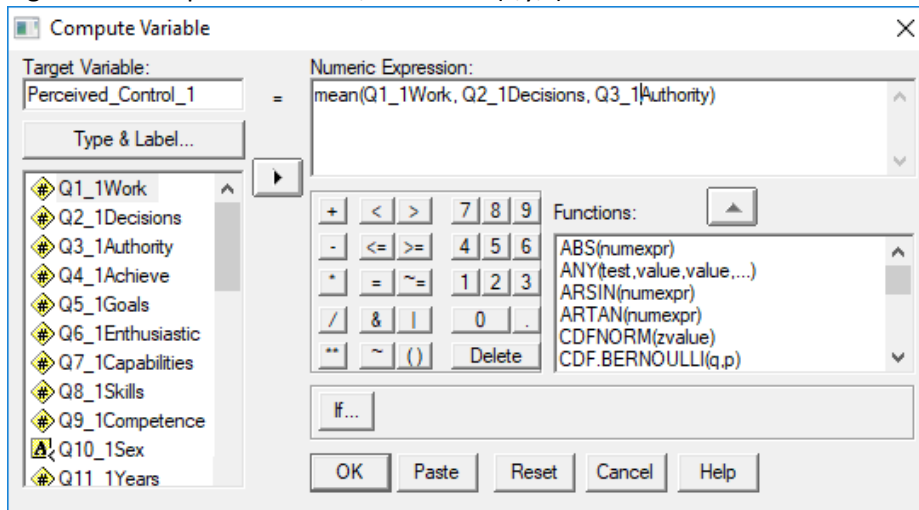 Compute Variable
Target Variable:
Perceived_Control_1
=
Numeric Expression:
mean(Q1_1Work, Q2_1Decisions, Q3_1Authority)
Type & Label...
Q1_1Work
Q2_1Decisions
Q3_1Authority
Q4_1Achieve
Q5_1Goals
Q6_1Enthusiastic
Q7_1Capabilities
Q8_1Skills
Q9_1Competence
Q10_1Sex
Q11_1Years
+ < > 7 8 9
- <= >= 4 5 6
* = ~= 1 2 3
/ & | 0 .
** ~ () Delete
Functions:
ABS(numexpr)
ANY(test,value,value,...)
ARSIN(numexpr)
ARTAN(numexpr)
CDFNORM(zvalue)
CDF.BERNOULLI(q,p)
If...
OK Paste Reset Cancel Help